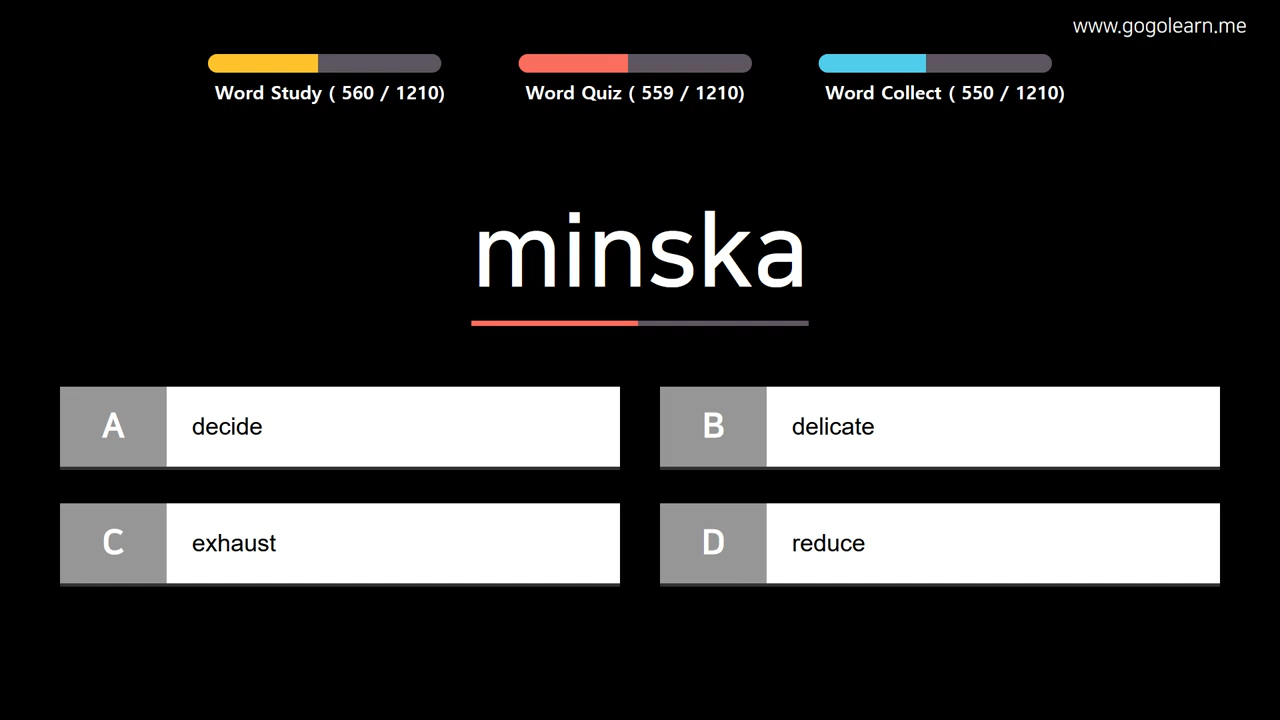 www.gogolearn.me
Word Study ( 560 / 1210)
Word Quiz ( 559 / 1210)
Word Collect ( 550 / 1210)
minska
A decide
B delicate
C exhaust
D reduce